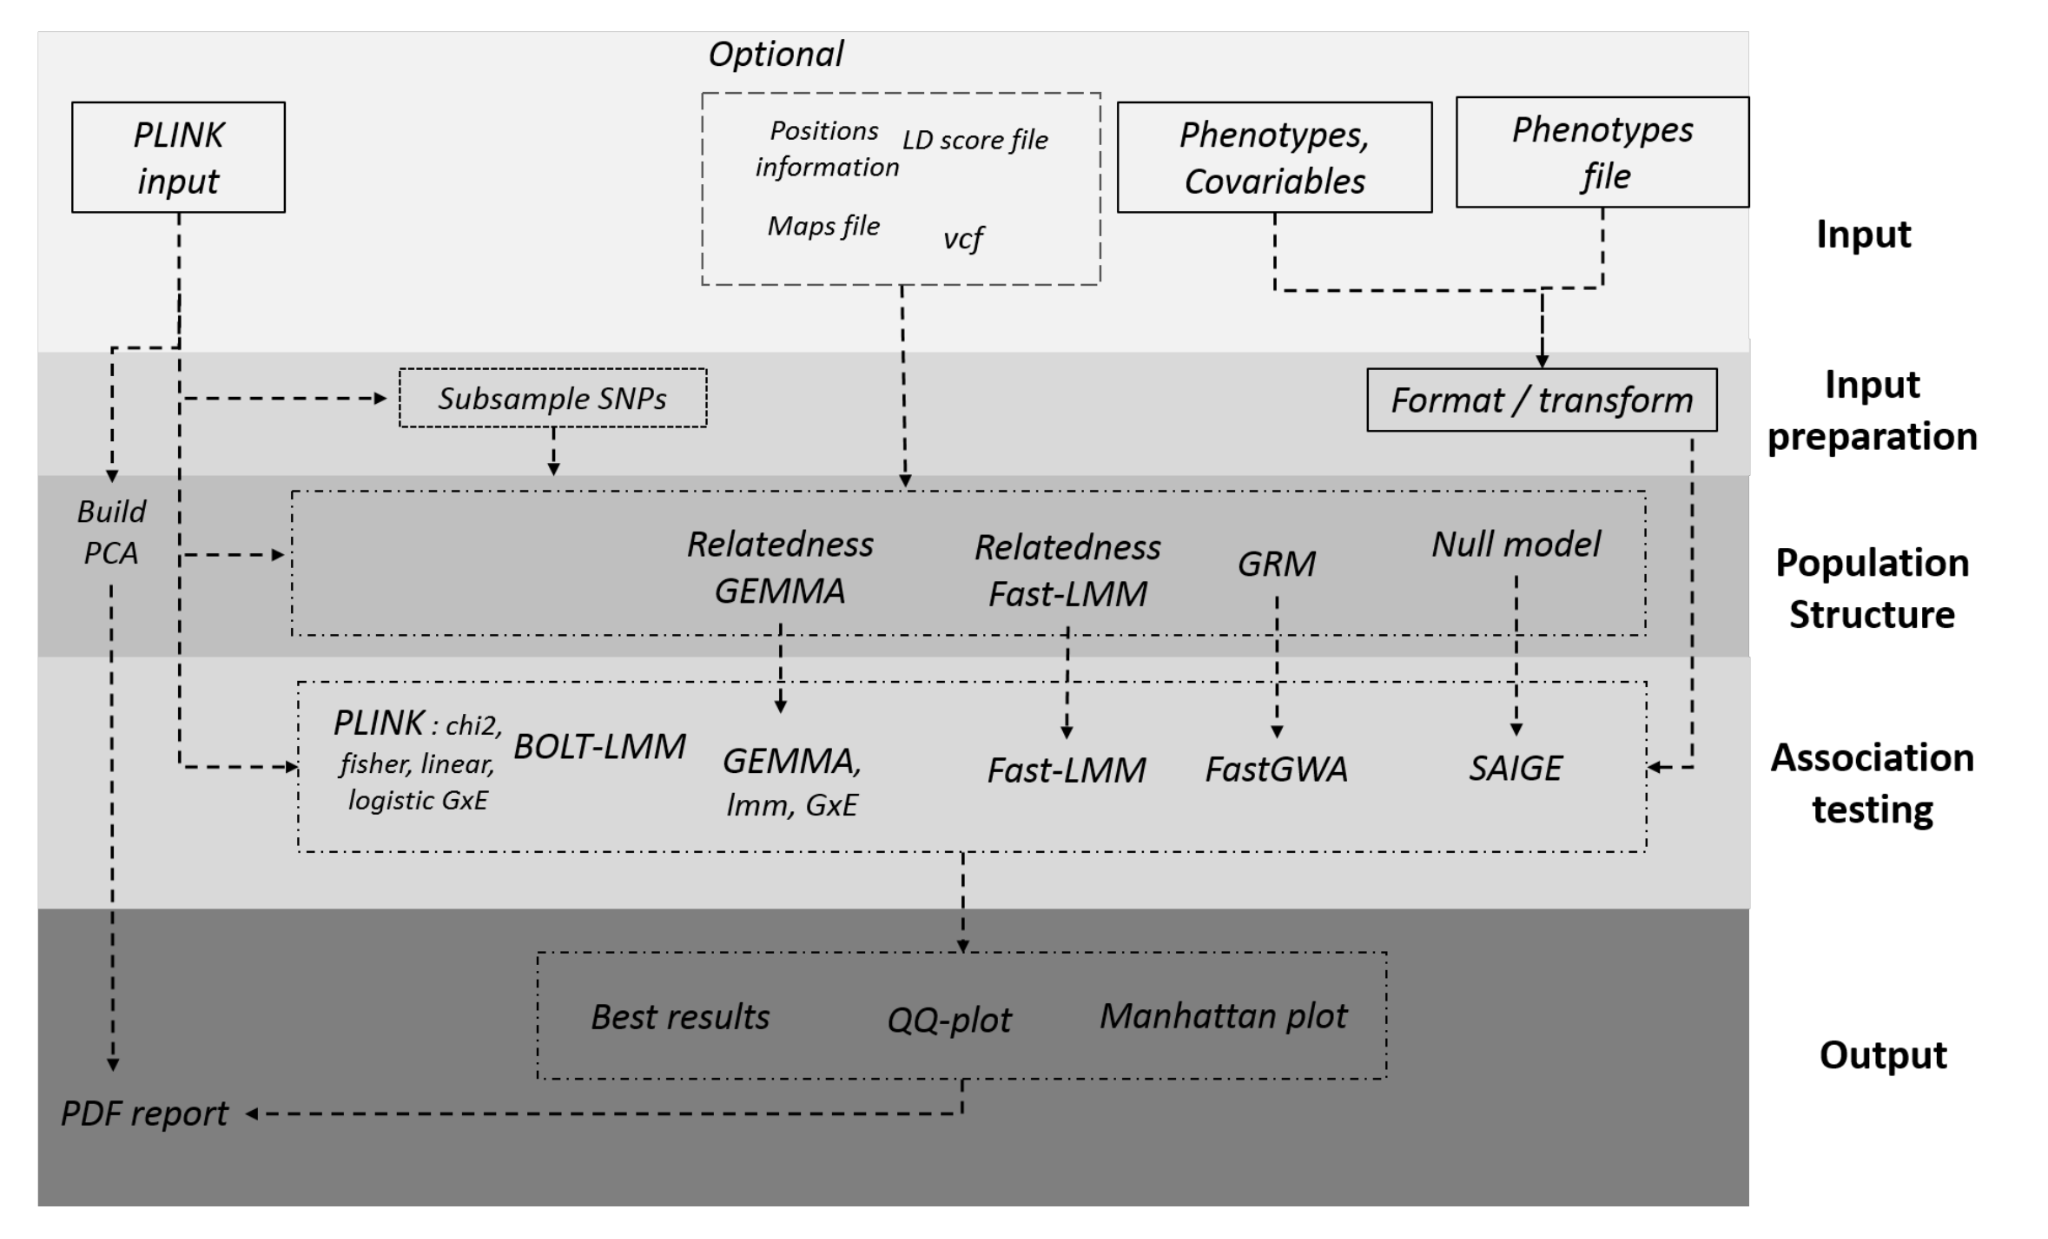 Optional
PLINK
input
Positions
information
LD score file
Maps file
vcf
Phenotypes,
Covariables
Phenotypes
file
Input
Subsample SNPs
Format / transform
Input
preparation
Build
PCA
Relatedness
GEMMA
Relatedness
Fast-LMM
GRM
Null model
Population
Structure
PLINK : chi2,
fisher, linear,
logistic GxE
BOLT-LMM
GEMMA,
lmm, GxE
Fast-LMM
FastGWA
SAIGE
Association
testing
Best results
QQ-plot
Manhattan plot
Output
PDF report